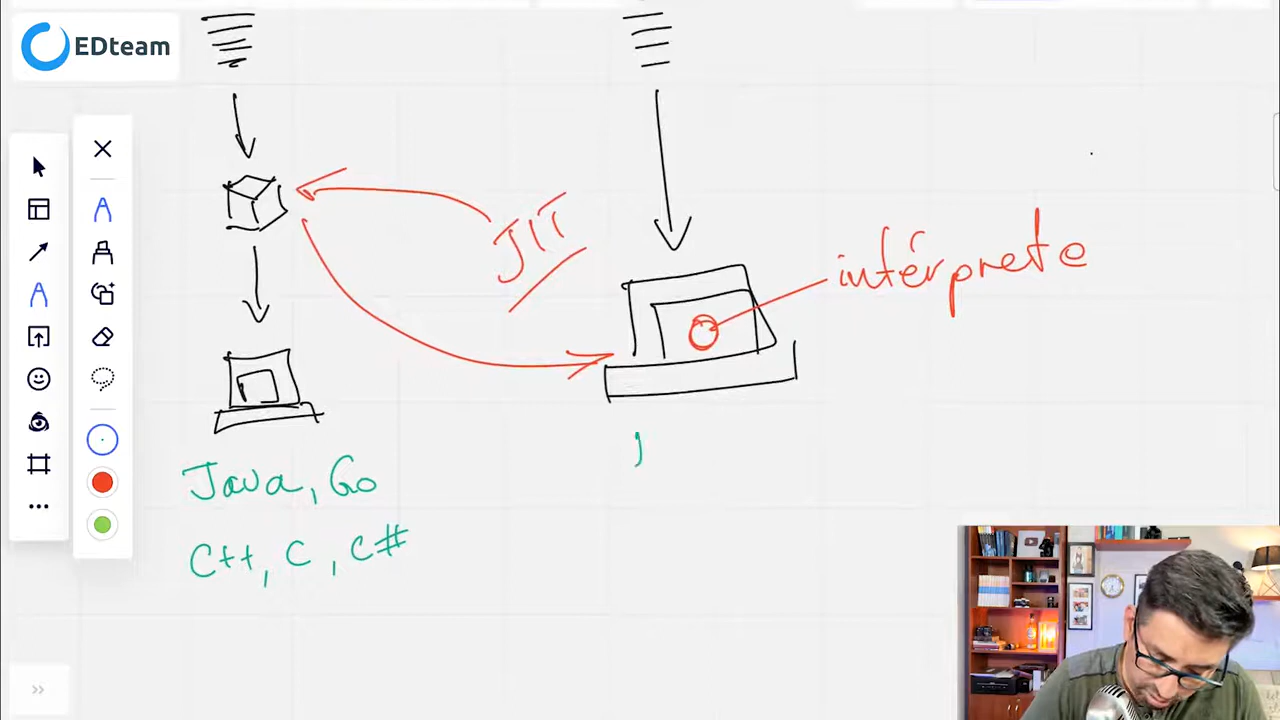 EDteam
JIT
intérprete
J
Java, Go
C++, C, C#